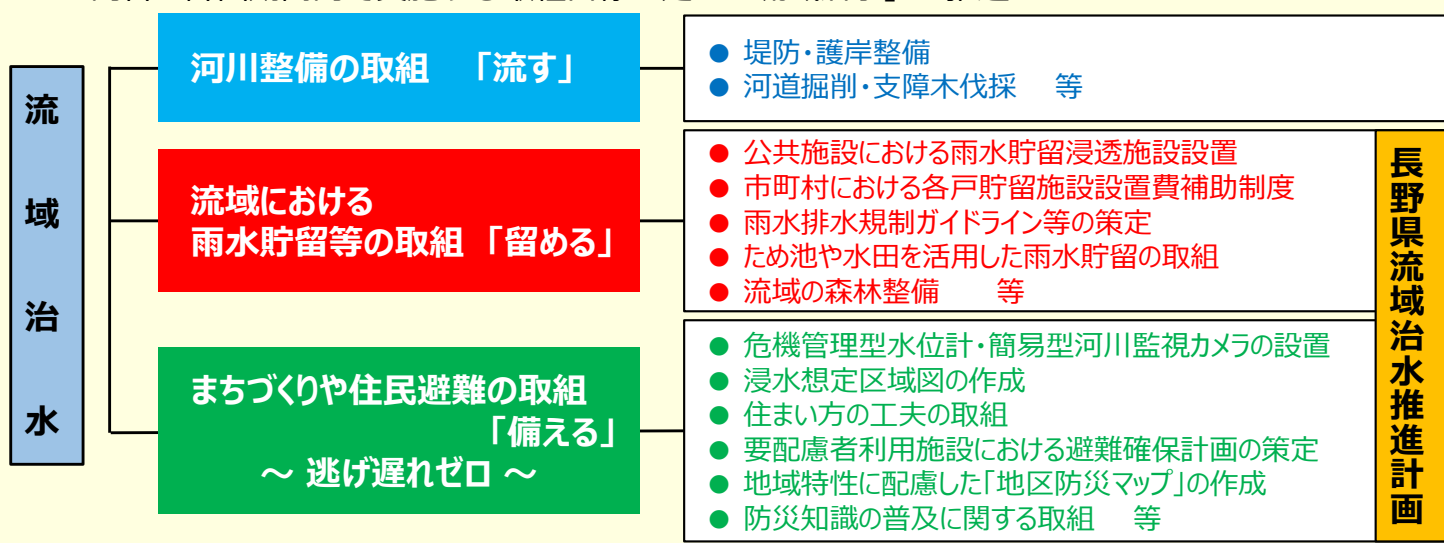 流域治水
河川整備の取組 「流す」
● 堤防・護岸整備
● 河道掘削・支障木伐採 等
流域における
雨水貯留等の取組 「留める」
● 公共施設における雨水貯留浸透施設設置
● 市町村における各戸貯留施設設置費補助制度
● 雨水排水規制ガイドライン等の策定
● ため池や水田を活用した雨水貯留の取組
● 流域の森林整備 等
まちづくりや住民避難の取組
「備える」
～ 逃げ遅れゼロ ～
● 危機管理型水位計・簡易型河川監視カメラの設置
● 浸水想定区域図の作成
● 住まい方の工夫の取組
● 要配慮者利用施設における避難確保計画の策定
● 地域特性に配慮した「地区防災マップ」の作成
● 防災知識の普及に関する取組 等
長野県流域治水推進計画